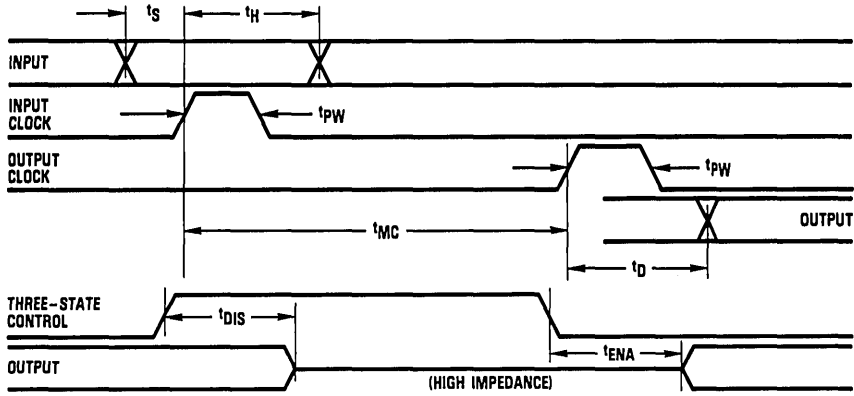 tS
tH
INPUT
INPUT
CLOCK
tPW
OUTPUT
CLOCK
tPW
OUTPUT
tMC
tD
THREE-STATE
CONTROL
tDIS
tENA
OUTPUT
(HIGH IMPEDANCE)